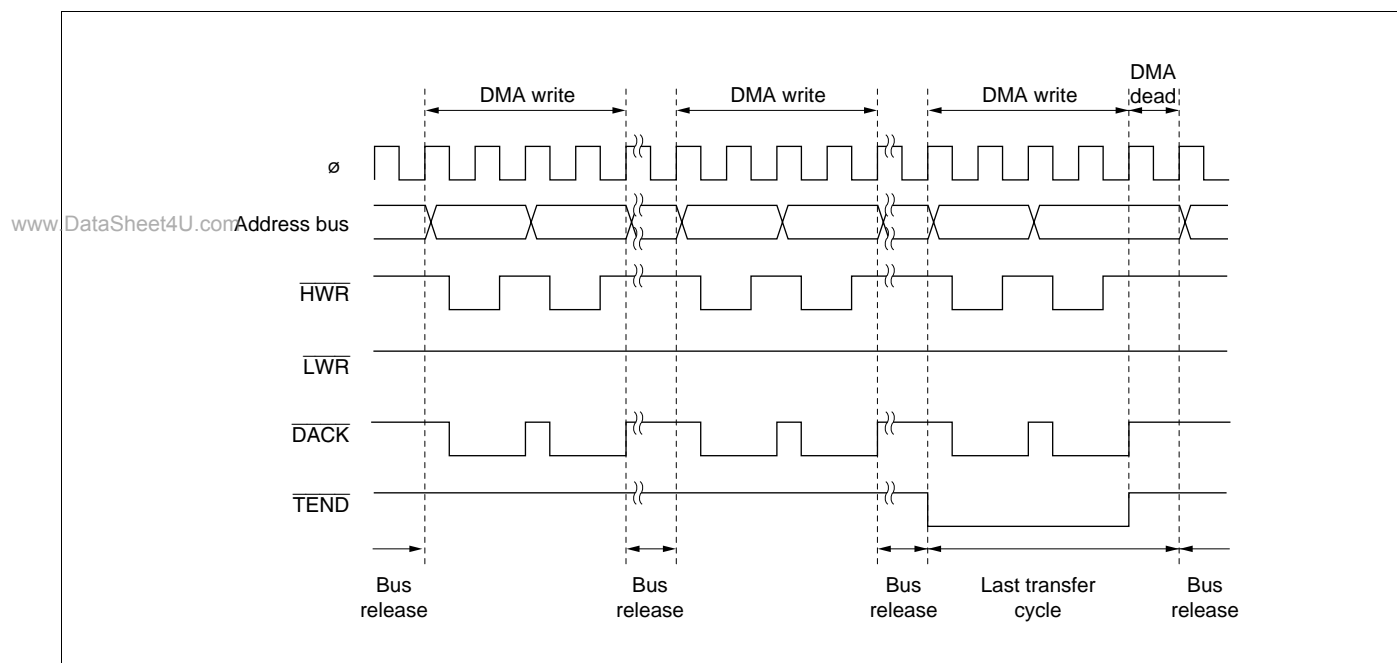 DMA
dead
DMA write DMA write DMA write
ø
www.DataSheet4U.com Address bus
HWR
LWR
DACK
TEND
Bus release Bus release Bus release Last transfer cycle Bus release